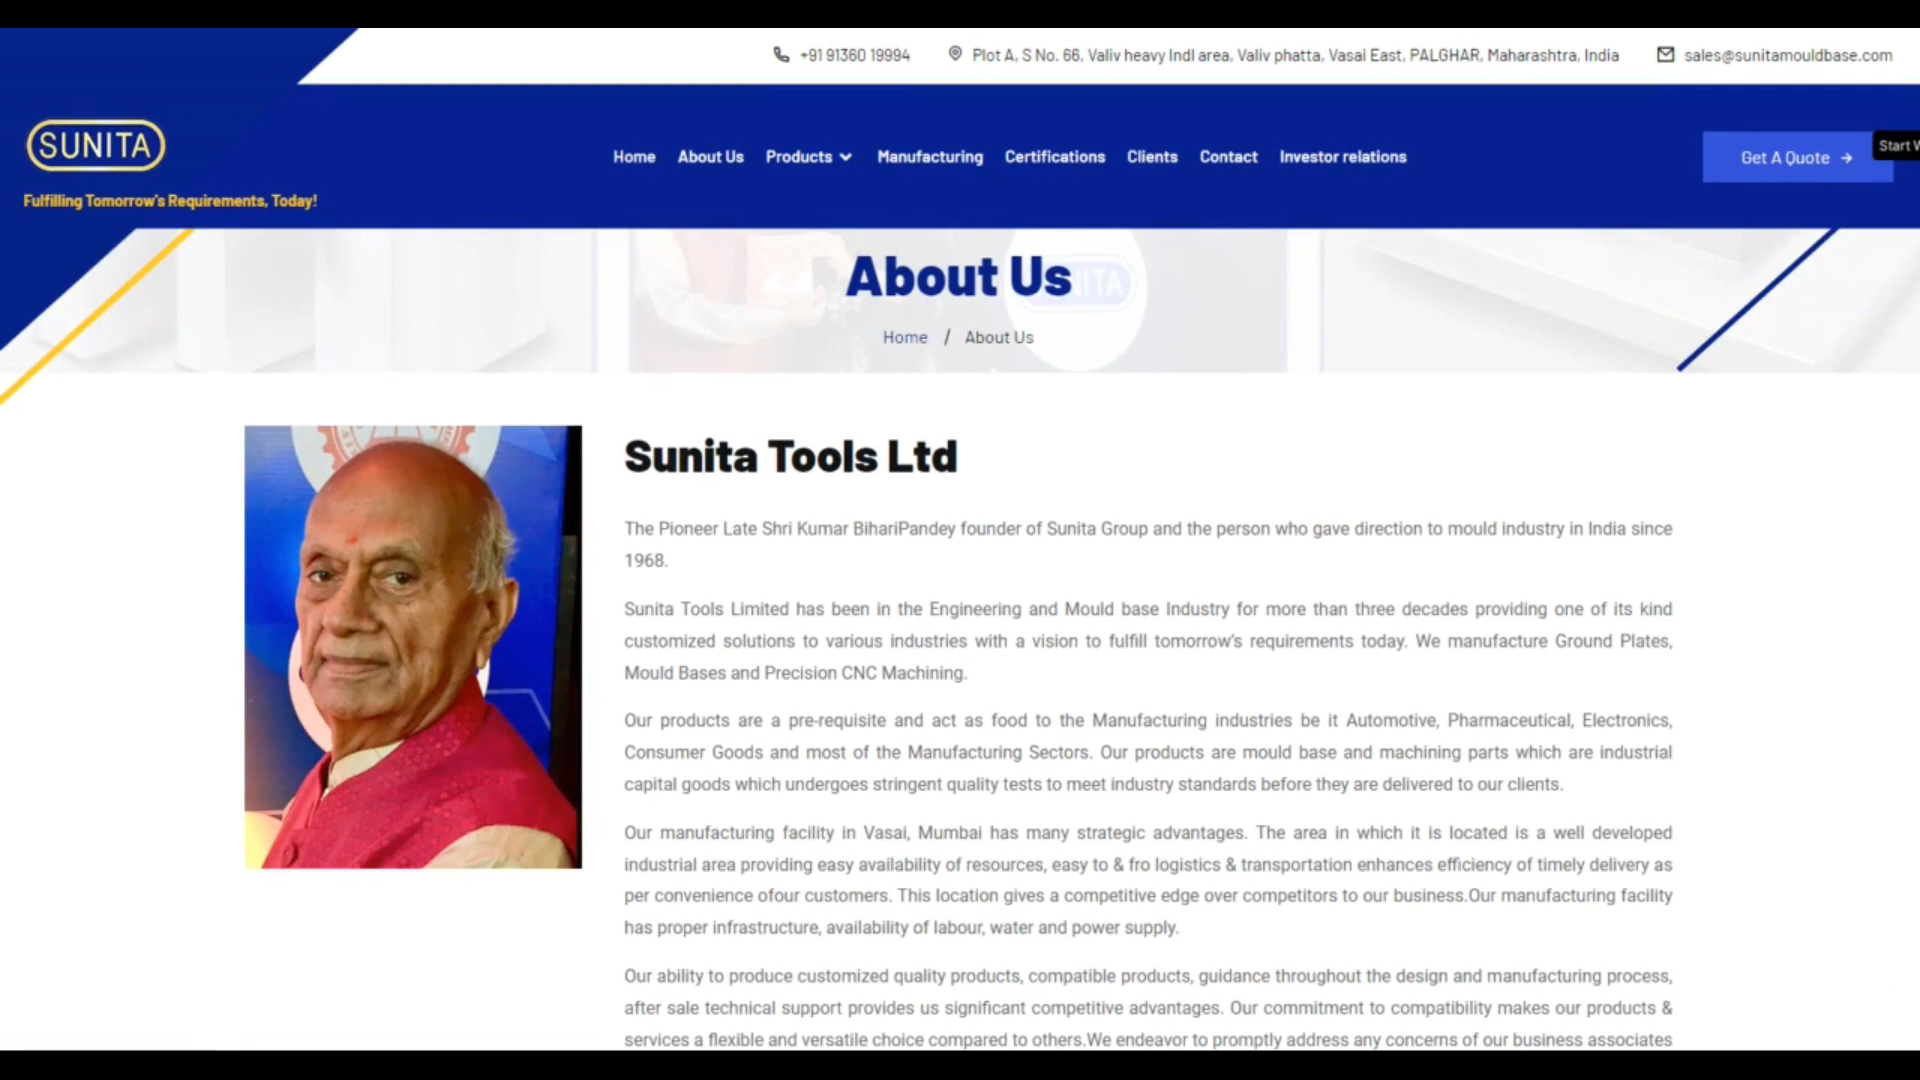 +91 91360 19994
Plot A, S No. 66, Valiv heavy Indl area, Valiv phatta, Vasai East, PALGHAR, Maharashtra, India
sales@sunitamouldbase.com
SUNITA
Fulfilling Tomorrow's Requirements, Today!
Home About Us Products Manufacturing Certifications Clients Contact Investor relations
Get A Quote
Start
About Us
Home / About Us
Sunita Tools Ltd
The Pioneer Late Shri Kumar BihariPandey founder of Sunita Group and the person who gave direction to mould industry in India since
1968.
Sunita Tools Limited has been in the Engineering and Mould base Industry for more than three decades providing one of its kind
customized solutions to various industries with a vision to fulfill tomorrow's requirements today. We manufacture Ground Plates,
Mould Bases and Precision CNC Machining.
Our products are a pre-requisite and act as food to the Manufacturing industries be it Automotive, Pharmaceutical, Electronics,
Consumer Goods and most of the Manufacturing Sectors. Our products are mould base and machining parts which are industrial
capital goods which undergoes stringent quality tests to meet industry standards before they are delivered to our clients.
Our manufacturing facility in Vasai, Mumbai has many strategic advantages. The area in which it is located is a well developed
industrial area providing easy availability of resources, easy to & fro logistics & transportation enhances efficiency of timely delivery as
per convenience ofour customers. This location gives a competitive edge over competitors to our business.Our manufacturing facility
has proper infrastructure, availability of labour, water and power supply.
Our ability to produce customized quality products, compatible products, guidance throughout the design and manufacturing process,
after sale technical support provides us significant competitive advantages. Our commitment to compatibility makes our products &
services a flexible and versatile choice compared to others.We endeavor to promptly address any concerns of our business associates